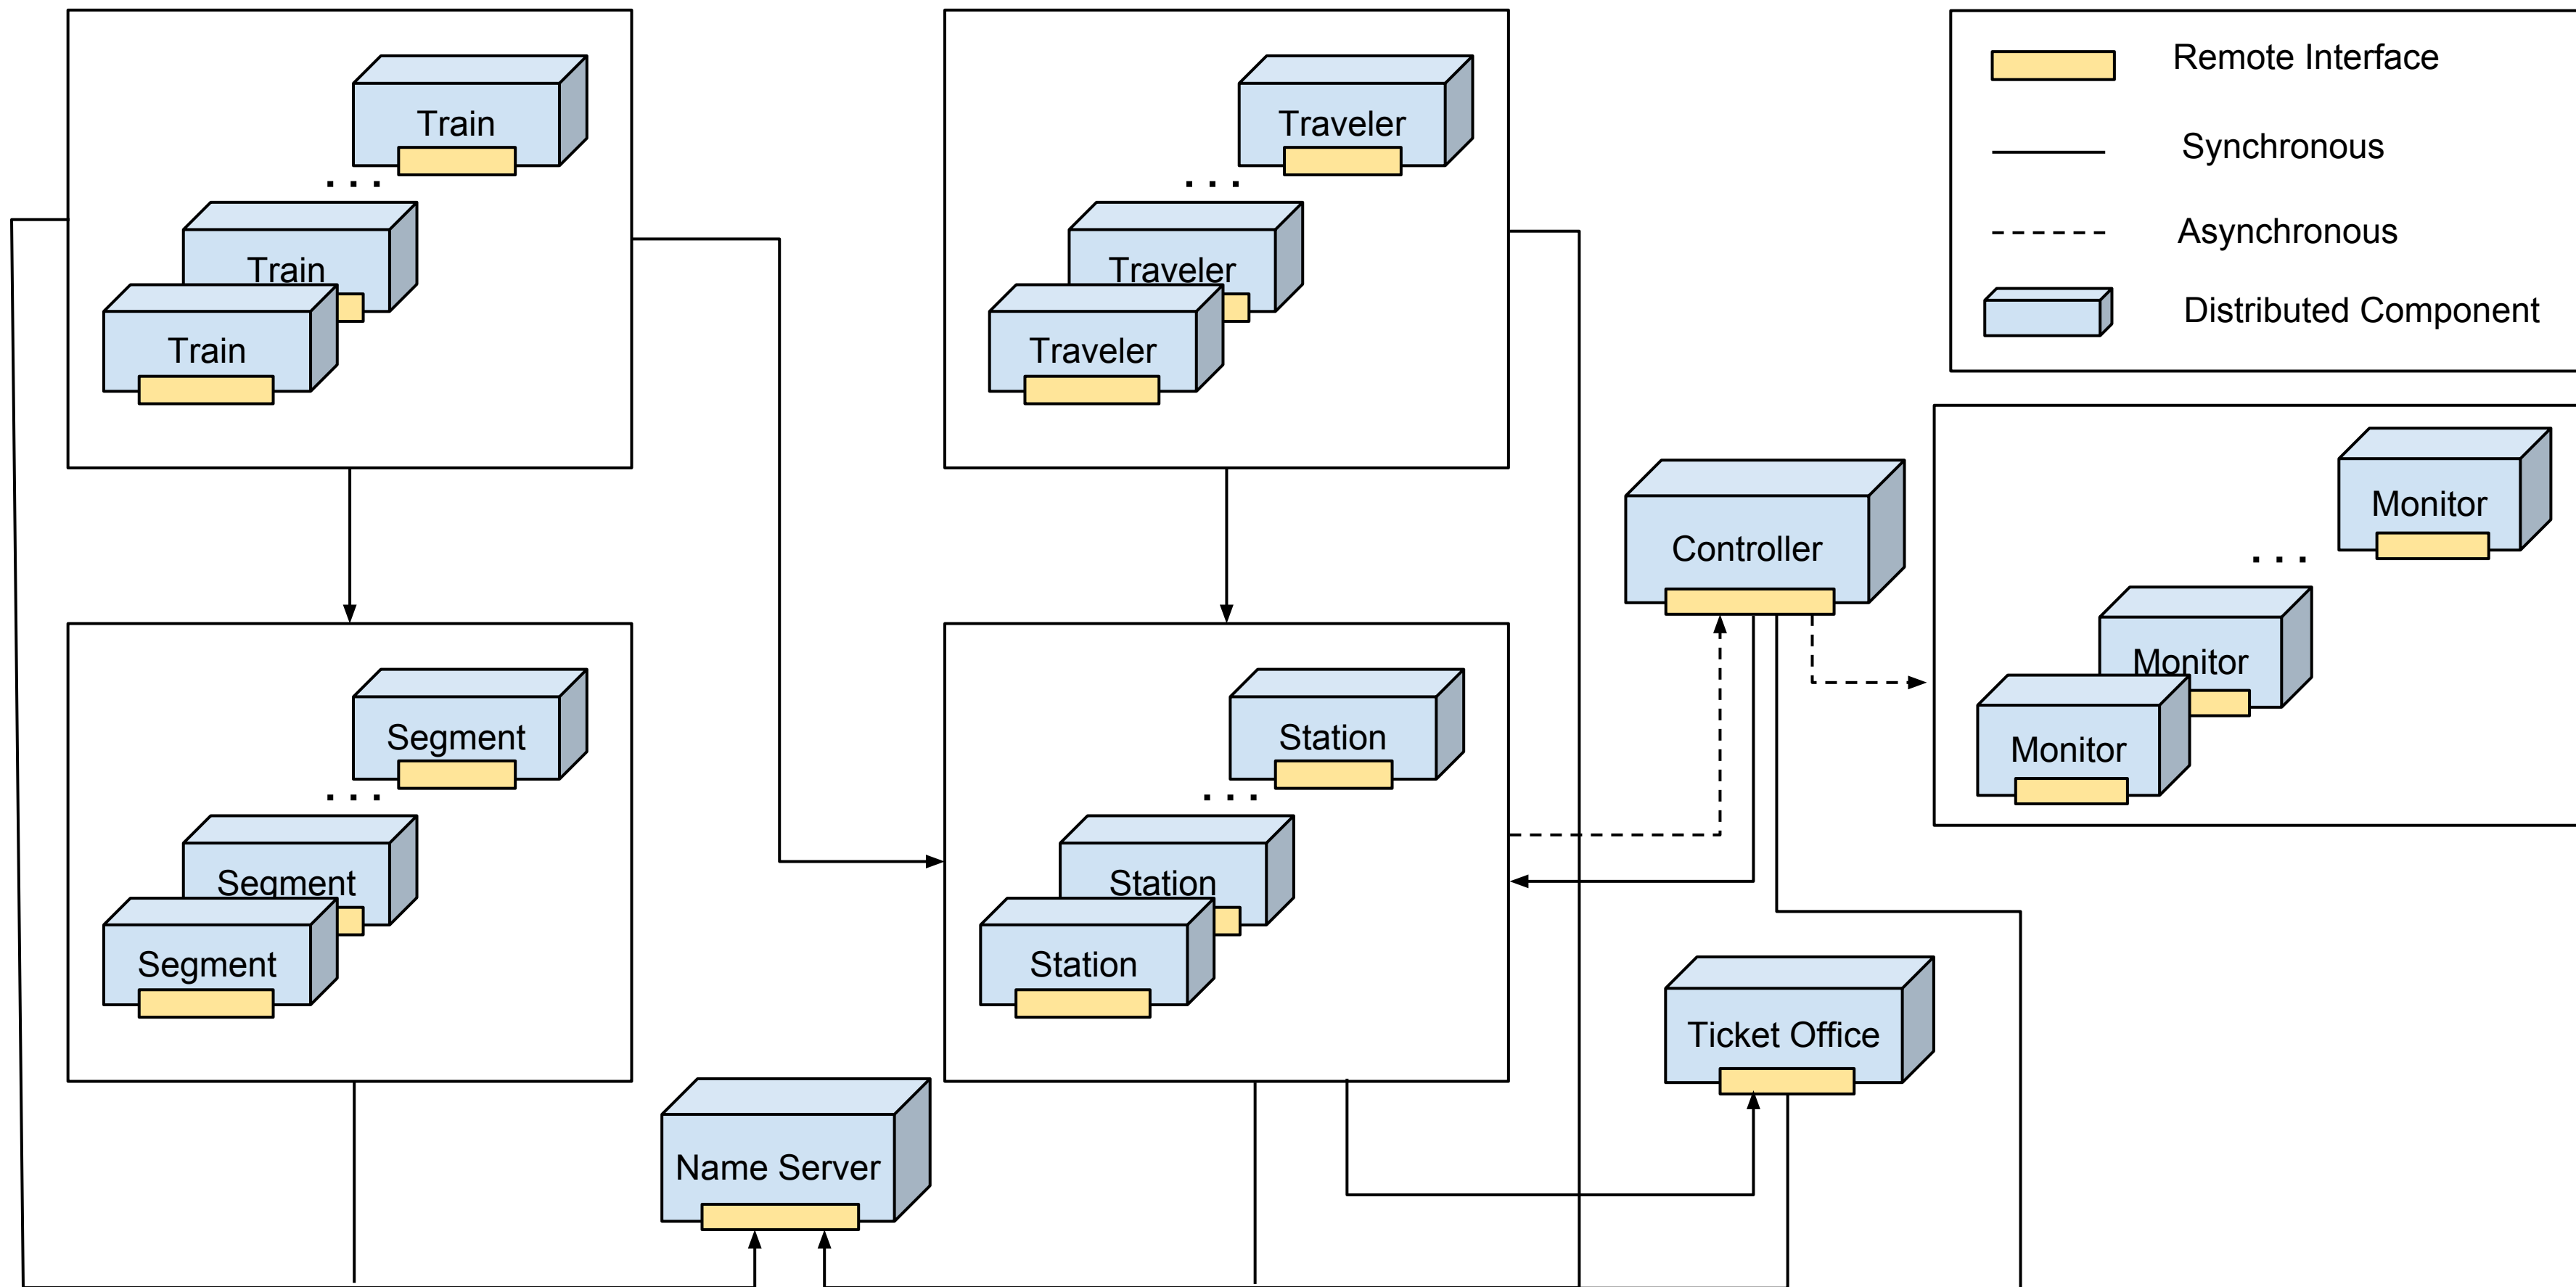 Train
. . .
Train
Train
Traveler
. . .
Traveler
Traveler
Remote Interface
Synchronous
Asynchronous
Distributed Component
Controller
Monitor
. . .
Monitor
Monitor
Segment
. . .
Segment
Segment
Station
. . .
Station
Station
Ticket Office
Name Server